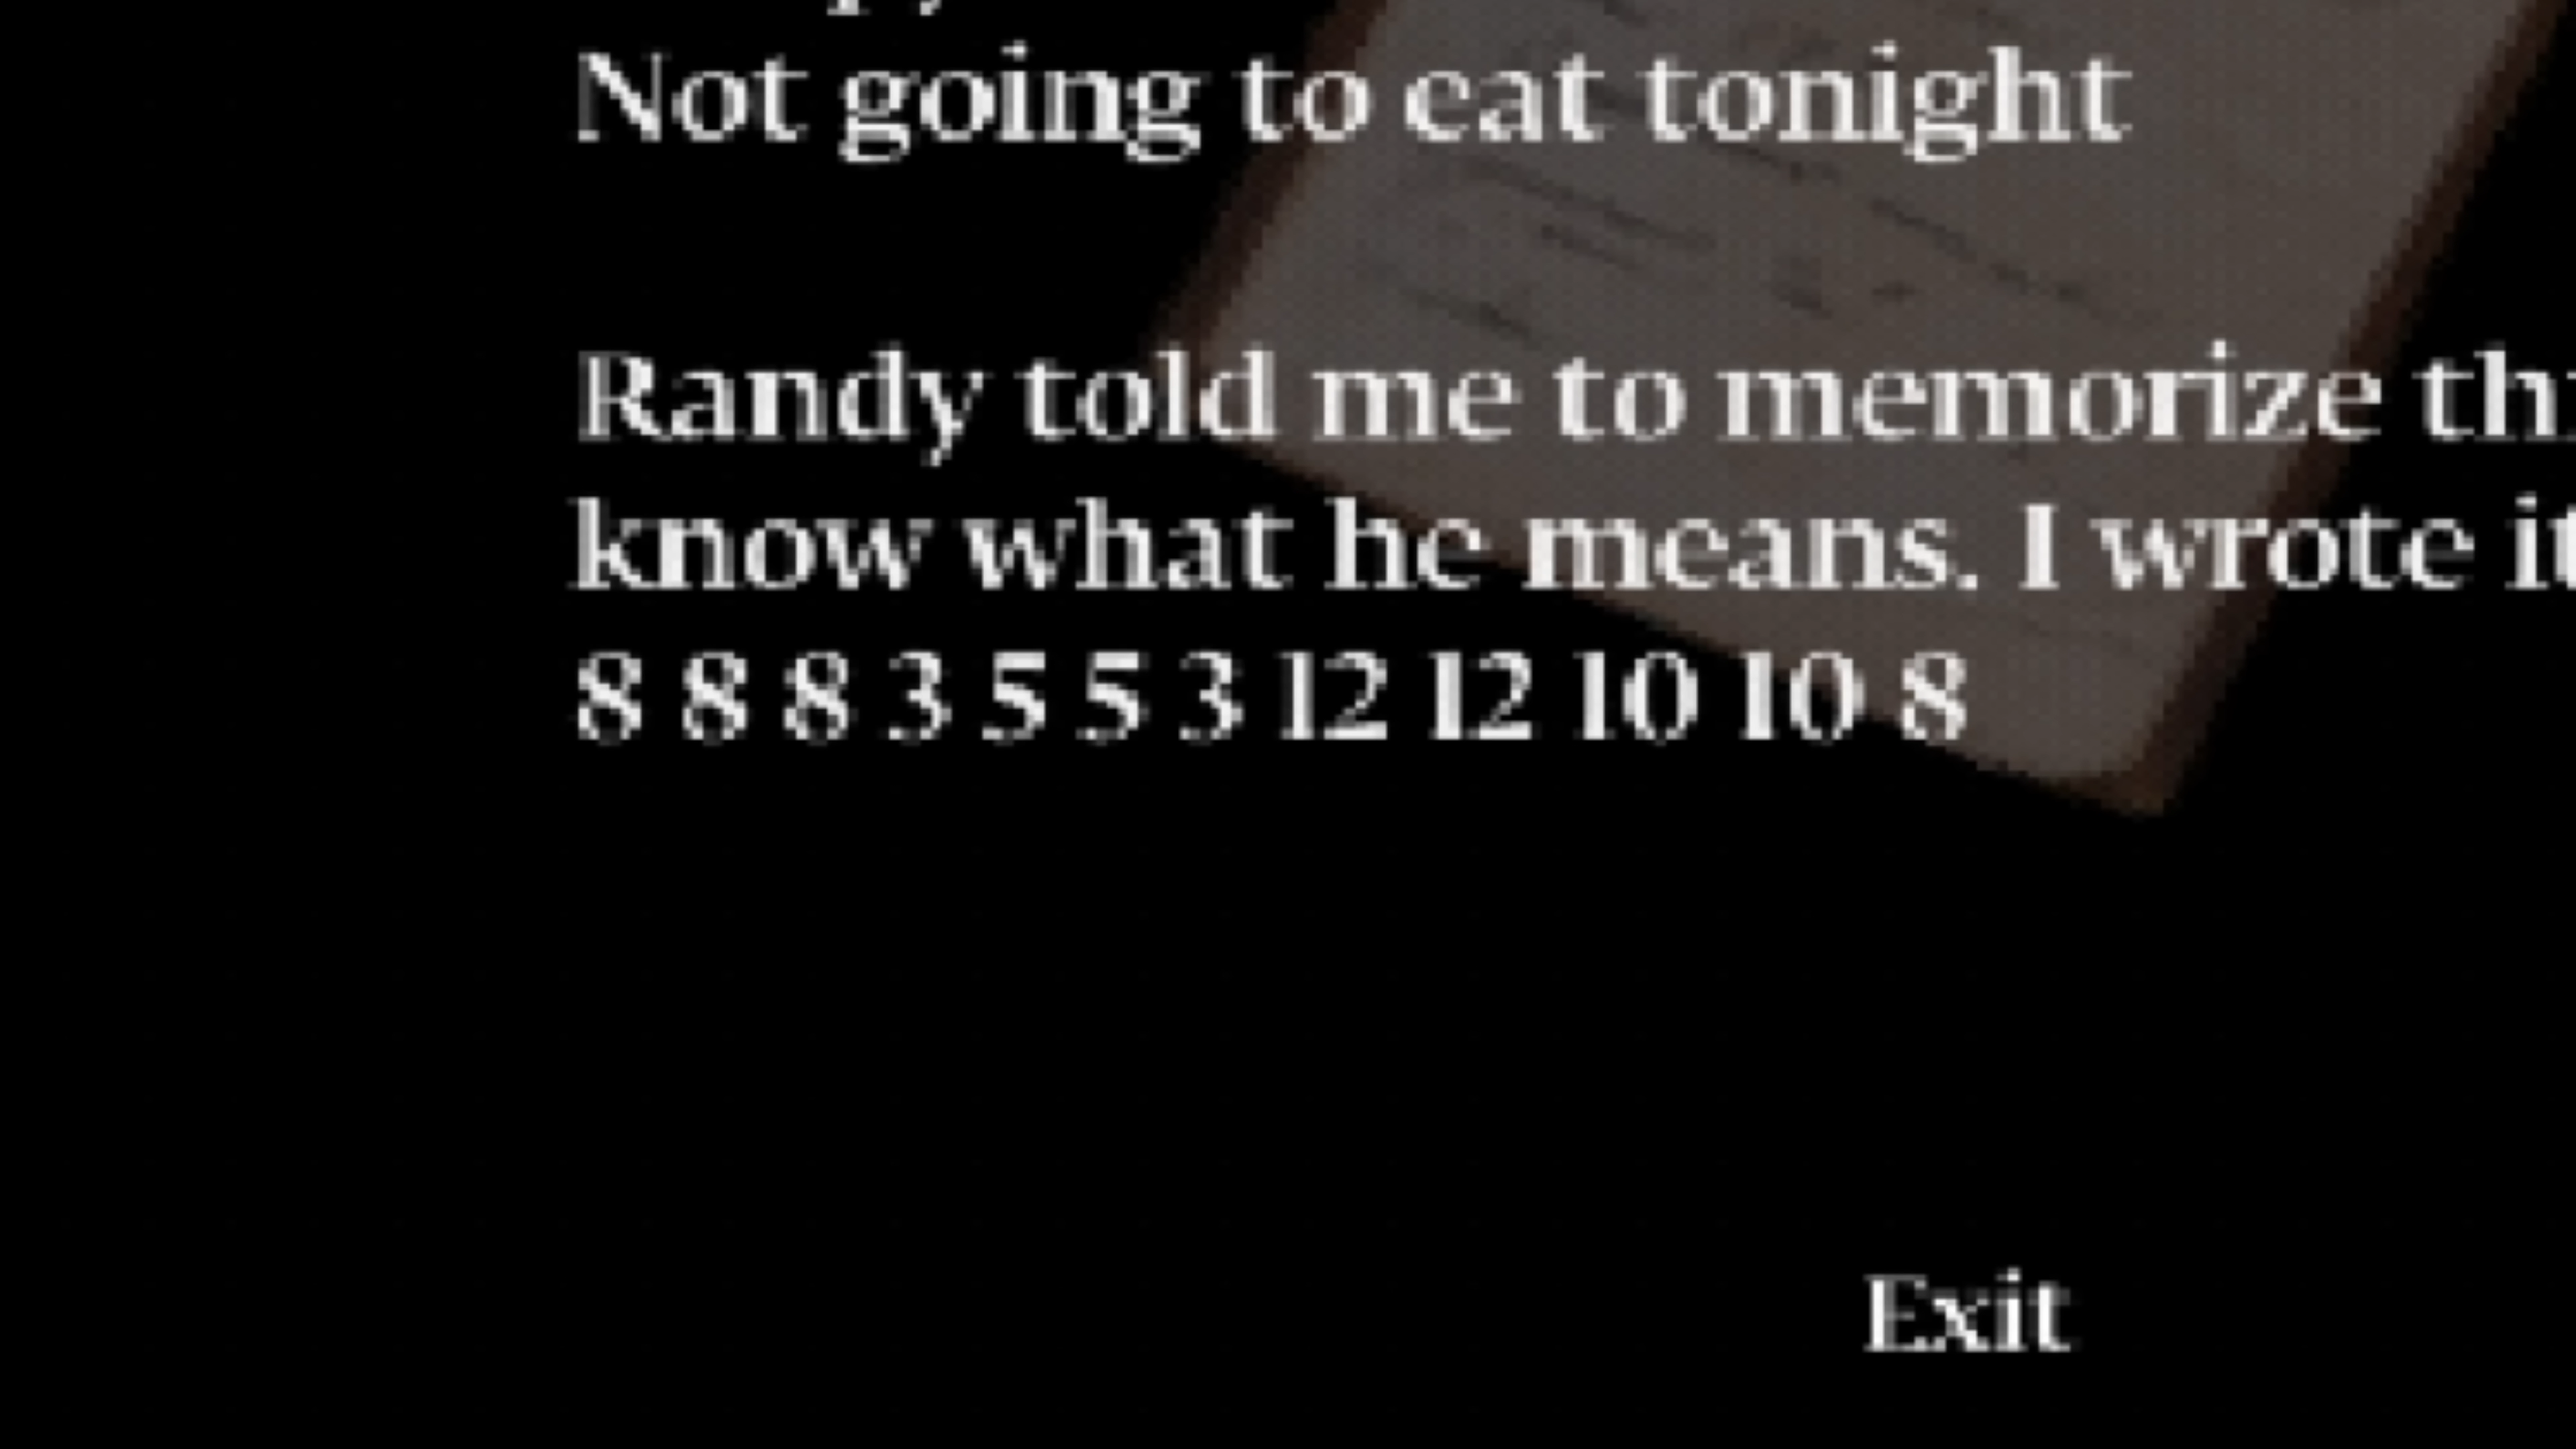 Not going to eat tonight
Randy told me to memorize
know what he means. I wrote it
8 8 8 3 5 5 3 12 12 10 10 8
Exit